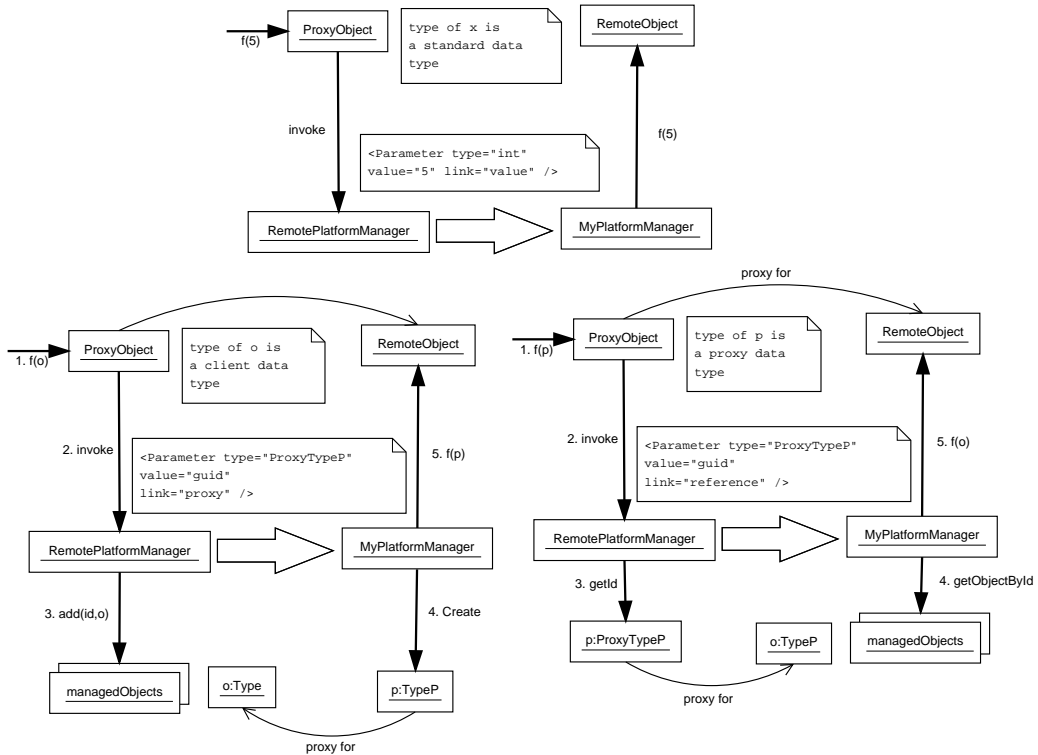 ProxyObject
f(5)
type of x is
a standard data
type
RemoteObject
invoke
f(5)
<Parameter type="int"
value="5" link="value" />
RemotePlatformManager
MyPlatformManager
ProxyObject
1. f(o)
type of o is
a client data
type
RemoteObject
2. invoke
5. f(p)
<Parameter type="ProxyTypeP"
value="guid"
link="proxy" />
RemotePlatformManager
MyPlatformManager
3. add(id,o)
4. Create
managedObjects
o:Type
p:TypeP
proxy for
proxy for
ProxyObject
1. f(p)
type of p is
a proxy data
type
RemoteObject
2. invoke
5. f(o)
<Parameter type="ProxyTypeP"
value="guid"
link="reference" />
RemotePlatformManager
MyPlatformManager
3. getId
4. getObjectById
p:ProxyTypeP
o:TypeP
managedObjects
proxy for